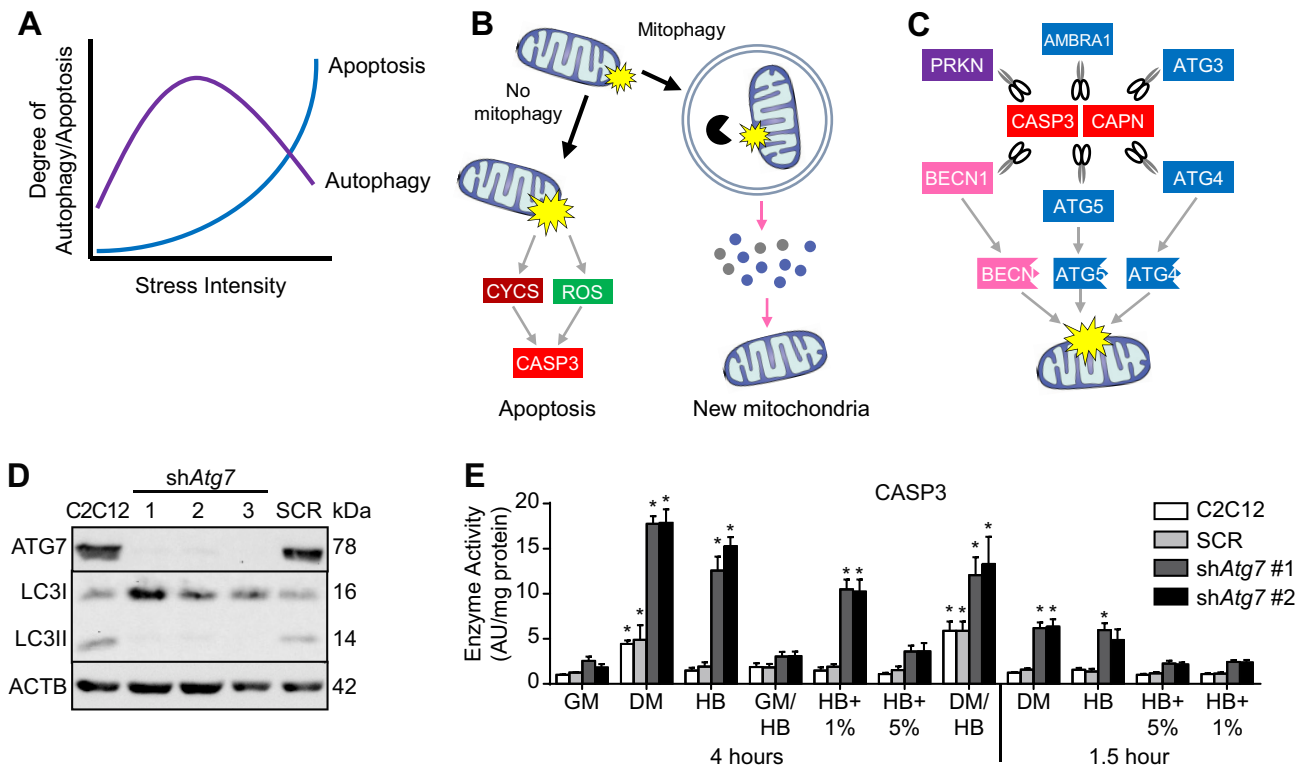 A
Degree of
Autophagy/Apoptosis
Apoptosis
Autophagy
Stress Intensity
B
Mitophagy
No
mitophagy
CYCS
ROS
CASP3
Apoptosis
New mitochondria
C
PRKN
AMBRA1
ATG3
CASP3
CAPN
BECN1
ATG5
ATG4
BECN
ATG5
ATG4
D
shAtg7
C2C12 1 2 3 SCR kDa
ATG7 78
LC3I 16
LC3II 14
ACTB 42
E
CASP3
Enzyme Activity
(AU/mg protein)
20
15
10
5
0
* * * * * * * * * * * * * * *
C2C12
SCR
shAtg7 #1
shAtg7 #2
GM DM HB GM/ HB+ HB+ DM/ DM HB HB+ HB+
HB 1% 5% HB 5% 1%
4 hours 1.5 hour